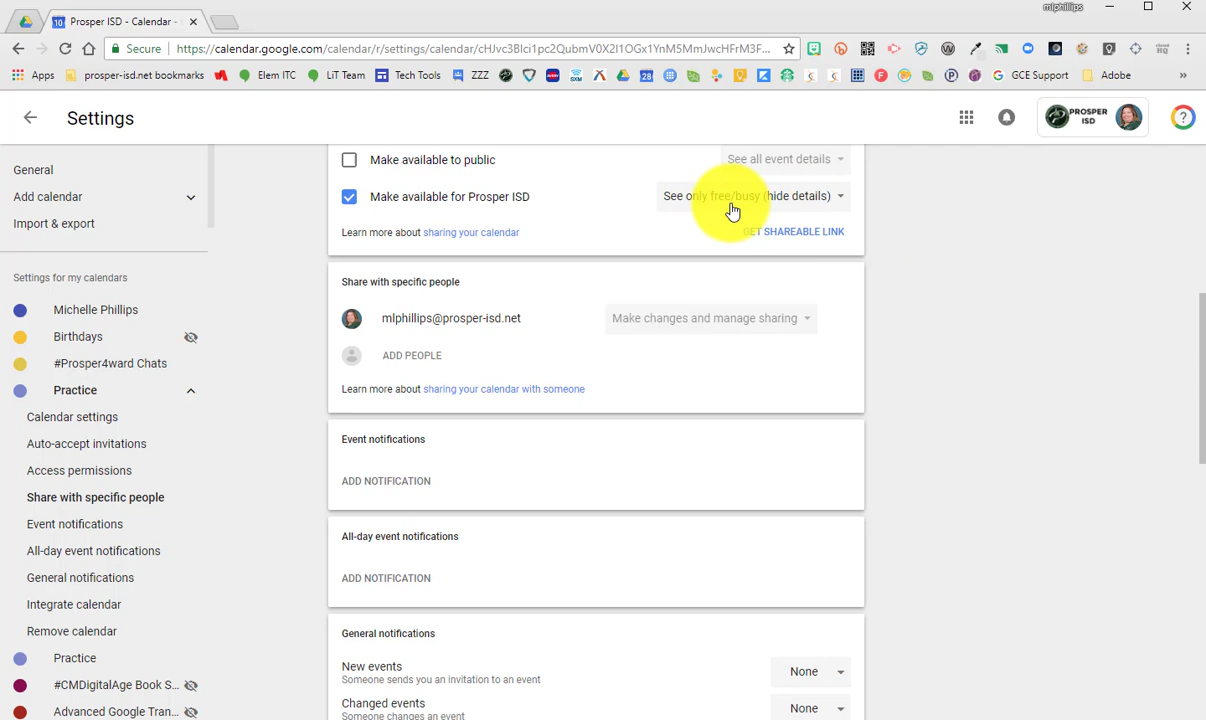 mlphillips
Prosper ISD - Calendar -
Secure https://calendar.google.com/calendar/r/settings/calendar/
Apps prosper-isd.net bookmarks Elem ITC LiT Team Tech Tools ZZZ GCE Support Adobe »
Settings
PROSPER
ISD
General
Add calendar
Import & export
Settings for my calendars
Michelle Phillips
Birthdays
#Prosper4ward Chats
Practice
Calendar settings
Auto-accept invitations
Access permissions
Share with specific people
Event notifications
All-day event notifications
General notifications
Integrate calendar
Remove calendar
Practice
#CMDigitalAge Book S...
Advanced Google Tran...
Make available to public See all event details
Make available for Prosper ISD See only free/busy (hide details)
Learn more about sharing your calendar GET SHAREABLE LINK
Share with specific people
mlphillips@prosper-isd.net Make changes and manage sharing
ADD PEOPLE
Learn more about sharing your calendar with someone
Event notifications
ADD NOTIFICATION
All-day event notifications
ADD NOTIFICATION
General notifications
New events None
Someone sends you an invitation to an event
Changed events None
Someone changes an event